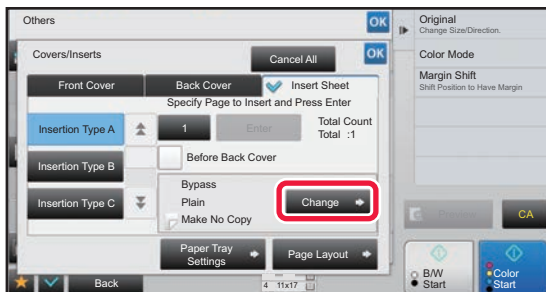 Others
OK
Original
Change Size/Direction.
Covers/Inserts
Cancel All
OK
Color Mode
Front Cover
Back Cover
Insert Sheet
Margin Shift
Shift Position to Have Margin
Specify Page to Insert and Press Enter
Insertion Type A
1
Enter
Total Count
Total :1
Before Back Cover
Insertion Type B
Bypass
Insertion Type C
Plain
Change
Make No Copy
Preview
CA
Paper Tray
Settings
Page Layout
B/W
Start
Color
Start
Back
4 11x17